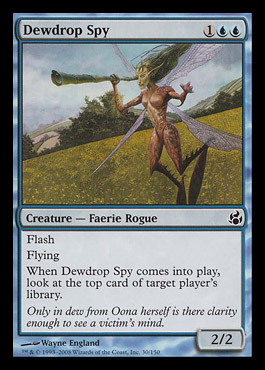 Dewdrop Spy 1
Creature — Faerie Rogue
Flash
Flying
When Dewdrop Spy comes into play,
look at the top card of target player's
library.
Only in dew from Oona herself is there clarity
enough to see a victim's mind.
Wayne England
2/2
™ & © 1993-2008 Wizards of the Coast, Inc. 30/150